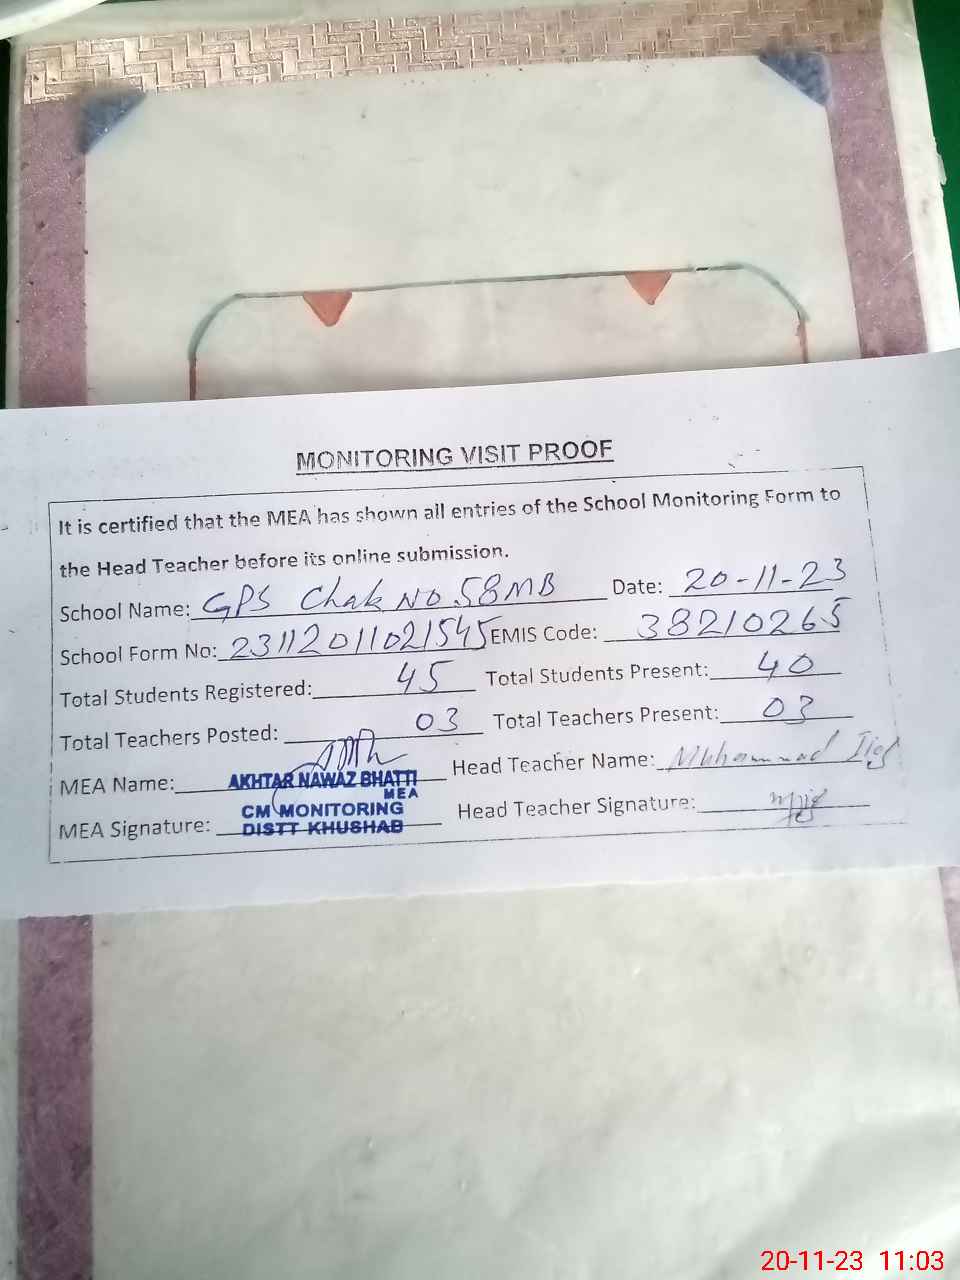 MONITORING VISIT PROOF
It is certified that the MEA has shown all entries of the School Monitoring Form to
the Head Teacher before its online submission.
School Name: GPS Chak NO.58MB Date: 20-11-23
School Form No: 23112011021545 EMIS Code: 38210265
Total Students Registered: 45 Total Students Present: 40
Total Teachers Posted: 03 Total Teachers Present: 03
MEA Name: AKHTAR NAWAZ BHATTI Head Teacher Name: Muhammad
MEA
CM MONITORING
MEA Signature: DISTT KHUSHAB Head Teacher Signature:
20-11-23 11:03